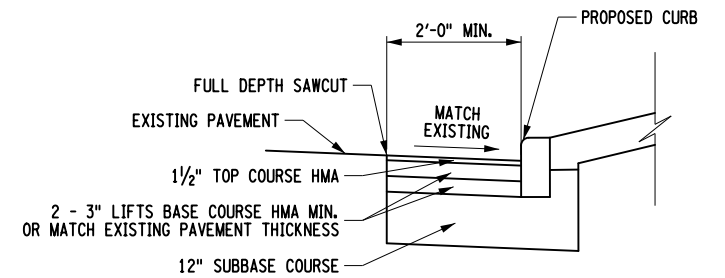 PROPOSED CURB
2'-0" MIN.
FULL DEPTH SAWCUT
MATCH
EXISTING
EXISTING PAVEMENT
1½" TOP COURSE HMA
2 - 3" LIFTS BASE COURSE HMA MIN.
OR MATCH EXISTING PAVEMENT THICKNESS
12" SUBBASE COURSE